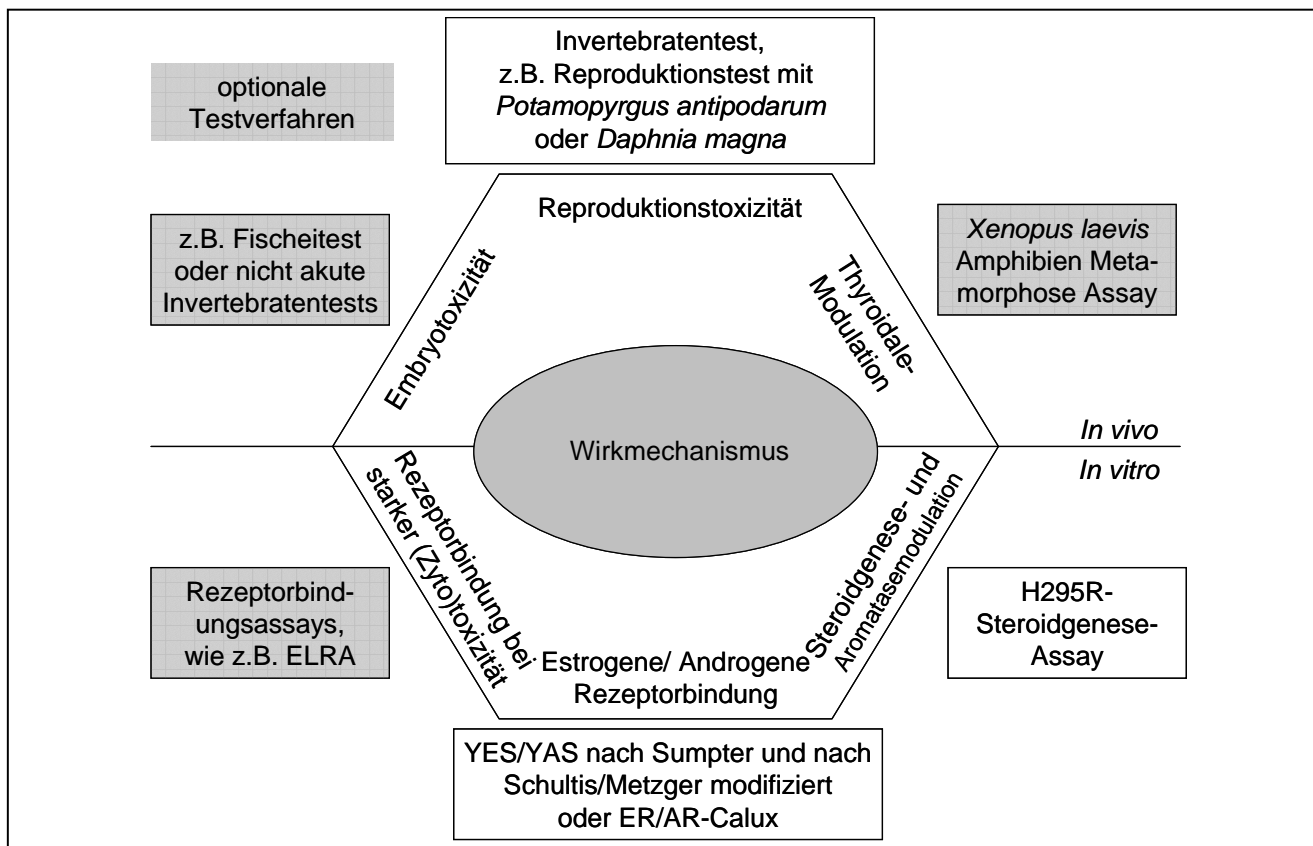 Invertebratentest,
z.B. Reproduktionstest mit
Potamopyrgus antipodarum
oder Daphnia magna
optionale
Testverfahren
Reproduktionstoxizität
z.B. Fischeitest
oder nicht akute
Invertebratentests
Embryotoxizität
Thyroidale-
Modulation
Xenopus laevis
Amphibien Meta-
morphose Assay
Wirkmechanismus
In vivo
In vitro
Rezeptorbindung bei
starker (Zyto)toxizität
Steroidgenese- und
Aromatasemodulation
Rezeptorbind-
ungsassays,
wie z.B. ELRA
Estrogene/ Androgene
Rezeptorbindung
H295R-
Steroidgenese-
Assay
YES/YAS nach Sumpter und nach
Schultis/Metzger modifiziert
oder ER/AR-Calux